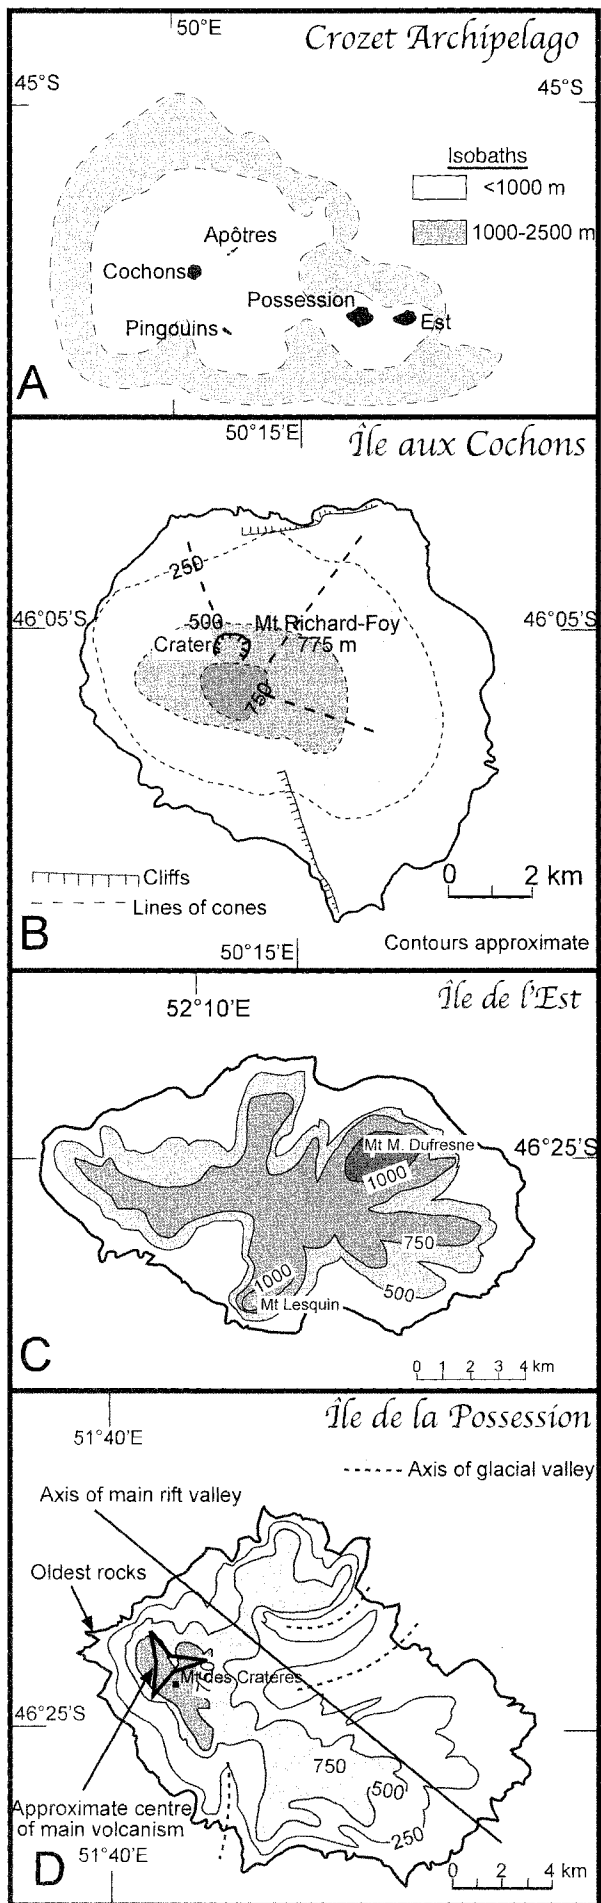 50°E
Crozet Archipelago
45°S
45°S
Isobaths
<1000 m
1000-2500 m
Apôtres
Cochons
Possession
Est
Pingouins
A
50°15'E
Île aux Cochons
250
46°05'S
500
Mt Richard-Foy
46°05'S
Crater
775 m
750
0 2 km
Cliffs
Lines of cones
B
50°15'E
Contours approximate
Île de l'Est
52°10'E
Mt M. Dufresne
46°25'S
1000
750
1000
500
Mt Lesquin
C
0 1 2 3 4 km
Île de la Possession
51°40'E
Axis of glacial valley
Axis of main rift valley
Oldest rocks
Mt des Cratères
46°25'S
750
500
Approximate centre
of main volcanism
250
51°40'E
D
0 2 4 km